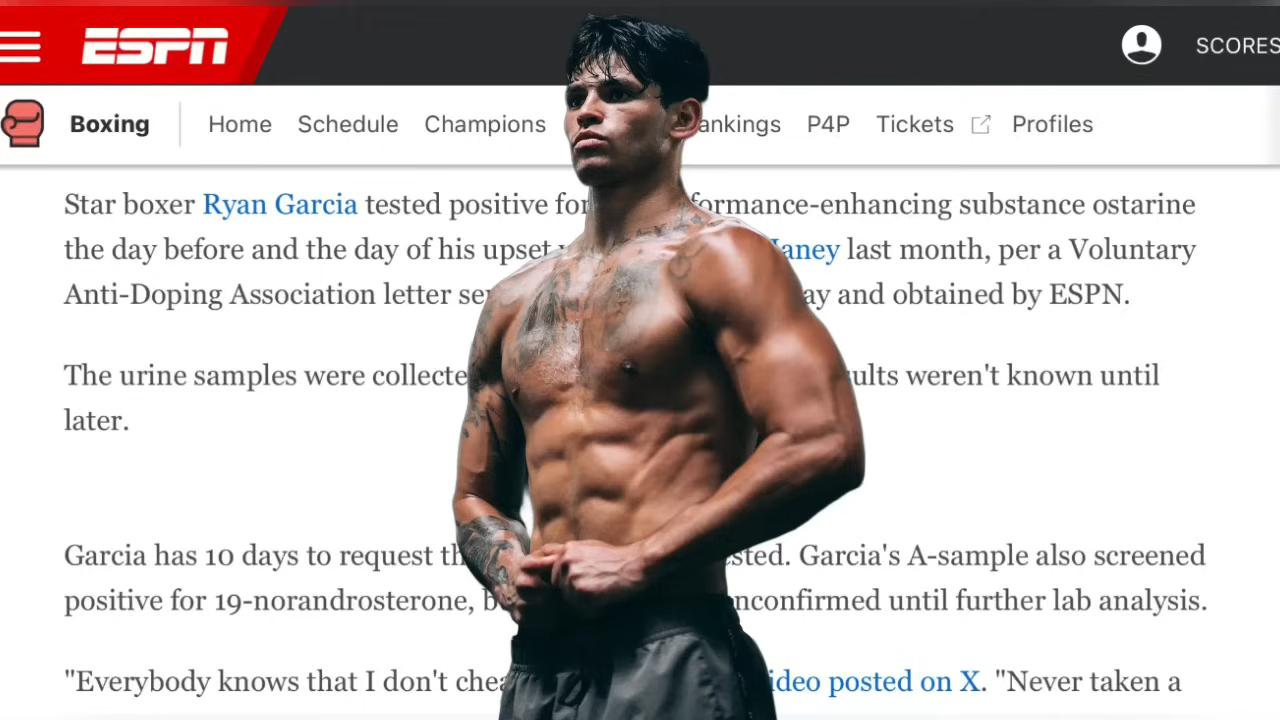 ESPN
SCORES
Boxing Home Schedule Champions ankings P4P Tickets Profiles
Star boxer Ryan Garcia tested positive for formance-enhancing substance ostarine
the day before and the day of his upset aney last month, per a Voluntary
Anti-Doping Association letter se ay and obtained by ESPN.
The urine samples were collecte ults weren't known until
later.
Garcia has 10 days to request th sted. Garcia's A-sample also screened
positive for 19-norandrosterone, b nconfirmed until further lab analysis.
"Everybody knows that I don't chea ideo posted on X. "Never taken a